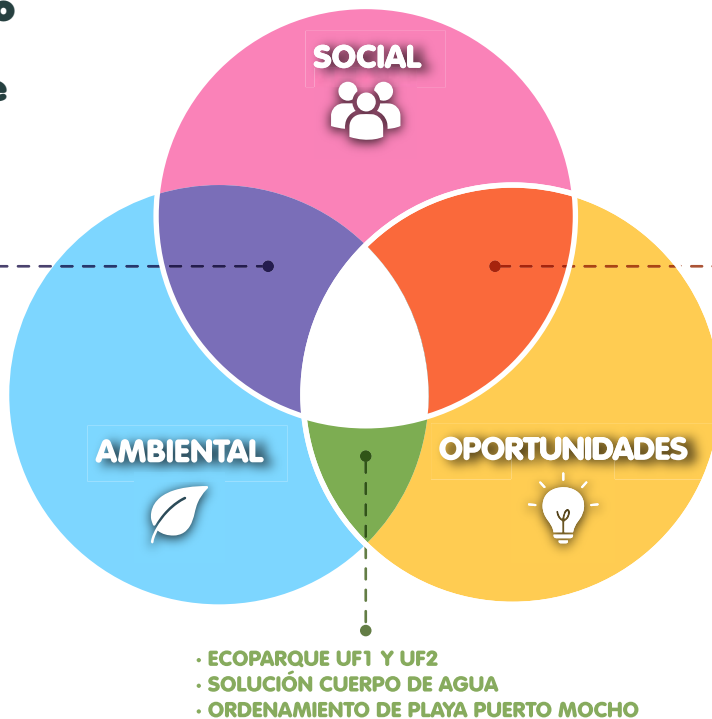 SOCIAL
AMBIENTAL
OPORTUNIDADES
· ECOPARQUE UF1 Y UF2
· SOLUCIÓN CUERPO DE AGUA
· ORDENAMIENTO DE PLAYA PUERTO MOCHO